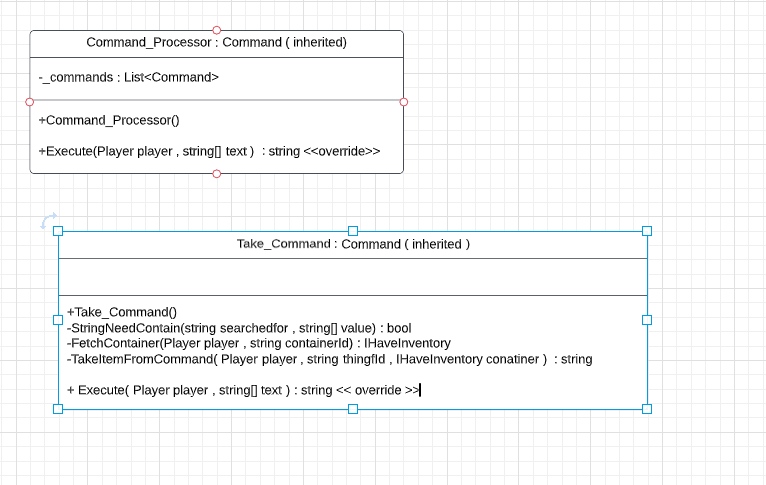 Command_Processor : Command ( inherited)
-_commands : List<Command>
+Command_Processor()
+Execute(Player player , string[] text ) : string <<override>>
Take_Command : Command ( inherited )
+Take_Command()
-StringNeedContain(string searchedfor , string[] value) : bool
-FetchContainer(Player player , string containerId) : IHaveInventory
-TakeItemFromCommand( Player player , string thingfId , IHaveInventory conatiner ) : string
+ Execute( Player player , string[] text ) : string << override >>